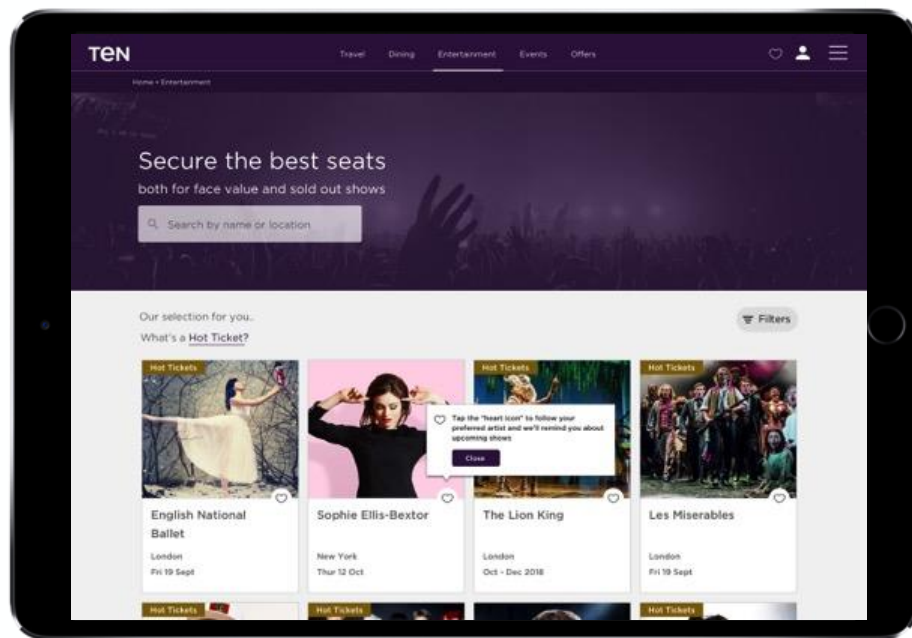 TEN
Travel Dining Entertainment Events Offers
Home • Entertainment
Secure the best seats
both for face value and sold out shows
Search by name or location
Our selection for you..
Filters
What's a Hot Ticket?
Hot Tickets
Hot Tickets
Hot Tickets
Tap the "heart icon" to follow your
preferred artist and we'll remind you about
upcoming shows
Close
English National
Ballet
London
Fri 19 Sept
Sophie Ellis-Bextor
New York
Thur 12 Oct
The Lion King
London
Oct - Dec 2018
Les Miserables
London
Fri 19 Sept
Hot Tickets
Hot Tickets
Hot Tickets